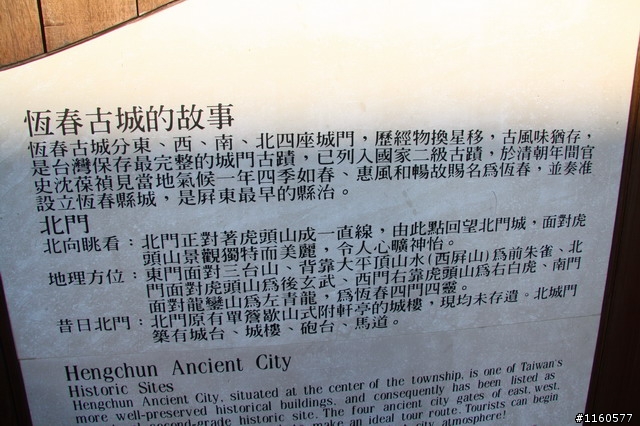 恆春古城的故事
恆春古城分東、西、南、北四座城門，歷經物換星移，古風味猶存，
是台灣保存最完整的城門古蹟，已列入國家二級古蹟，於清朝年間官
史沈保禎見當地氣候一年四季如春、惠風和暢故賜名為恆春，並奏准
設立恆春縣城，是屏東最早的縣治。
北門
北向眺看：北門正對著虎頭山成一直線，由此點回望北門城，面對虎
頭山景觀獨特而美麗，令人心曠神怡。
地理方位：東門面對三台山、背靠大平頂山水(西屏山)為前朱雀、北
門面對虎頭山為後玄武、西門右靠虎頭山為右白虎、南門
面對龍鑾山為左青龍，為恆春四門四靈。
昔日北門：北門原有單簷歇山式附軒亭的城樓，現均未存遺。北城門
築有城台、城樓、砲台、馬道。
Hengchun Ancient City
Historic Sites
Hengchun Ancient City, situated at the center of the township, is one of Taiwan's
more well-preserved historical buildings, and consequently has been listed as
second-grade historic site. The four ancient city gates of east, west,
to make an ideal tour route. Tourists can begin
city atmosphere!
#1160577